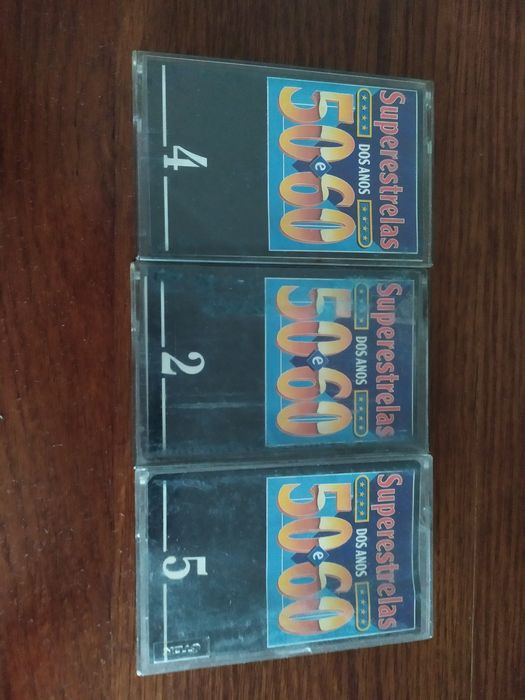 Superestrelas
DOS ANOS
50 e 60
4
Superestrelas
DOS ANOS
50 e 60
2
Superestrelas
DOS ANOS
50 e 60
5